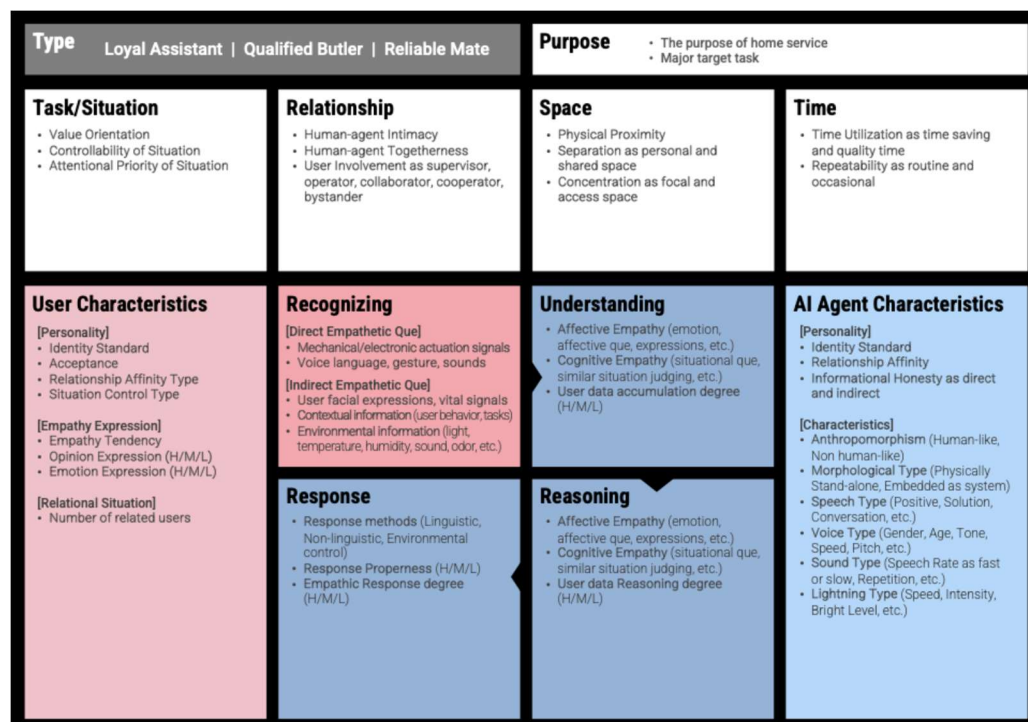 Type
Loyal Assistant | Qualified Butler | Reliable Mate
Purpose
• The purpose of home service
• Major target task
Task/Situation
• Value Orientation
• Controllability of Situation
• Attentional Priority of Situation
Relationship
• Human-agent Intimacy
• Human-agent Togetherness
• User Involvement as supervisor,
operator, collaborator, cooperator,
bystander
Space
• Physical Proximity
• Separation as personal and
shared space
• Concentration as focal and
access space
Time
• Time Utilization as time saving
and quality time
• Repeatability as routine and
occasional
User Characteristics
[Personality]
• Identity Standard
• Acceptance
• Relationship Affinity Type
• Situation Control Type
[Empathy Expression]
• Empathy Tendency
• Opinion Expression (H/M/L)
• Emotion Expression (H/M/L)
[Relational Situation]
• Number of related users
Recognizing
[Direct Empathetic Que]
• Mechanical/electronic actuation signals
• Voice language, gesture, sounds
[Indirect Empathetic Que]
• User facial expressions, vital signals
• Contextual information (user behavior, tasks)
• Environmental information (light,
temperature, humidity, sound, odor, etc.)
Understanding
• Affective Empathy (emotion,
affective que, expressions, etc.)
• Cognitive Empathy (situational que,
similar situation judging, etc.)
• User data accumulation degree
(H/M/L)
Response
• Response methods (Linguistic,
Non-linguistic, Environmental
control)
• Response Properness (H/M/L)
• Empathic Response degree
(H/M/L)
Reasoning
• Affective Empathy (emotion,
affective que, expressions, etc.)
• Cognitive Empathy (situational que,
similar situation judging, etc.)
• User data Reasoning degree
(H/M/L)
AI Agent Characteristics
[Personality]
• Identity Standard
• Relationship Affinity
• Informational Honesty as direct
and indirect
[Characteristics]
• Anthropomorphism (Human-like,
Non human-like)
• Morphological Type (Physically
Stand-alone, Embedded as system)
• Speech Type (Positive, Solution,
Conversation, etc.)
• Voice Type (Gender, Age, Tone,
Speed, Pitch, etc.)
• Sound Type (Speech Rate as fast
or slow, Repetition, etc.)
• Lightning Type (Speed, Intensity,
Bright Level, etc.)